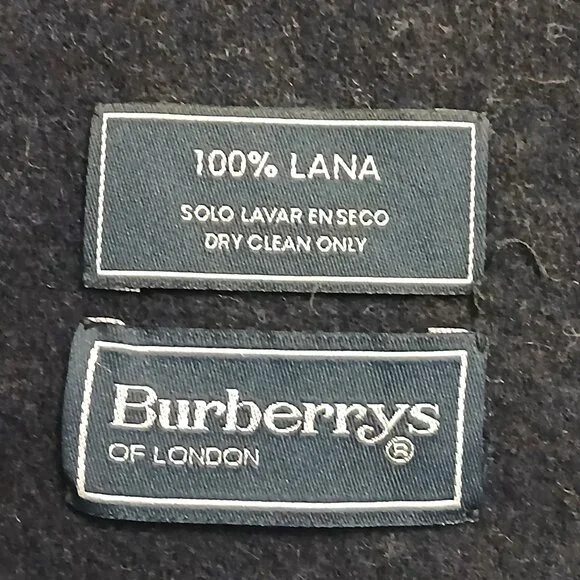 100% LANA
SOLO LAVAR EN SECO
DRY CLEAN ONLY
Burberrys®
OF LONDON